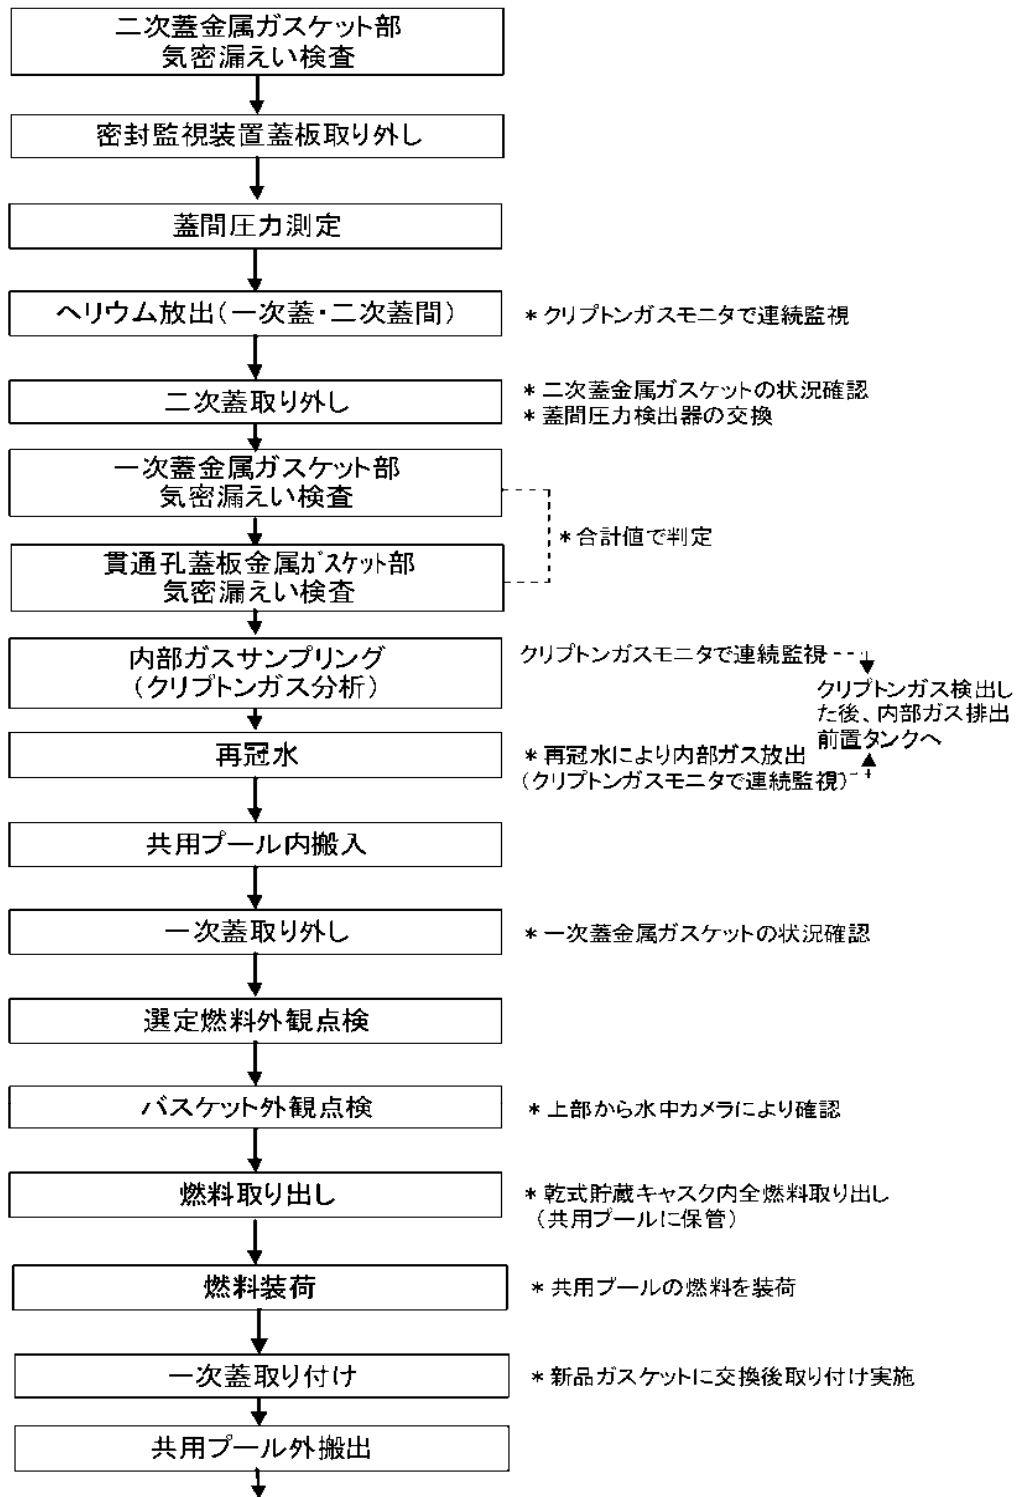 二次蓋金属ガスケット部
気密漏えい検査
密封監視装置蓋板取り外し
蓋間圧力測定
ヘリウム放出(一次蓋・二次蓋間)
*クリプトンガスモニタで連続監視
二次蓋取り外し
*二次蓋金属ガスケットの状況確認
*蓋間圧力検出器の交換
一次蓋金属ガスケット部
気密漏えい検査
*合計値で判定
貫通孔蓋板金属ガスケット部
気密漏えい検査
内部ガスサンプリング
(クリプトンガス分析)
クリプトンガスモニタで連続監視
クリプトンガス検出し
た後、内部ガス排出
前置タンクへ
再冠水
*再冠水により内部ガス放出
(クリプトンガスモニタで連続監視)
共用プール内搬入
一次蓋取り外し
*一次蓋金属ガスケットの状況確認
選定燃料外観点検
バスケット外観点検
*上部から水中カメラにより確認
燃料取り出し
*乾式貯蔵キャスク内全燃料取り出し
(共用プールに保管)
燃料装荷
*共用プールの燃料を装荷
一次蓋取り付け
*新品ガスケットに交換後取り付け実施
共用プール外搬出